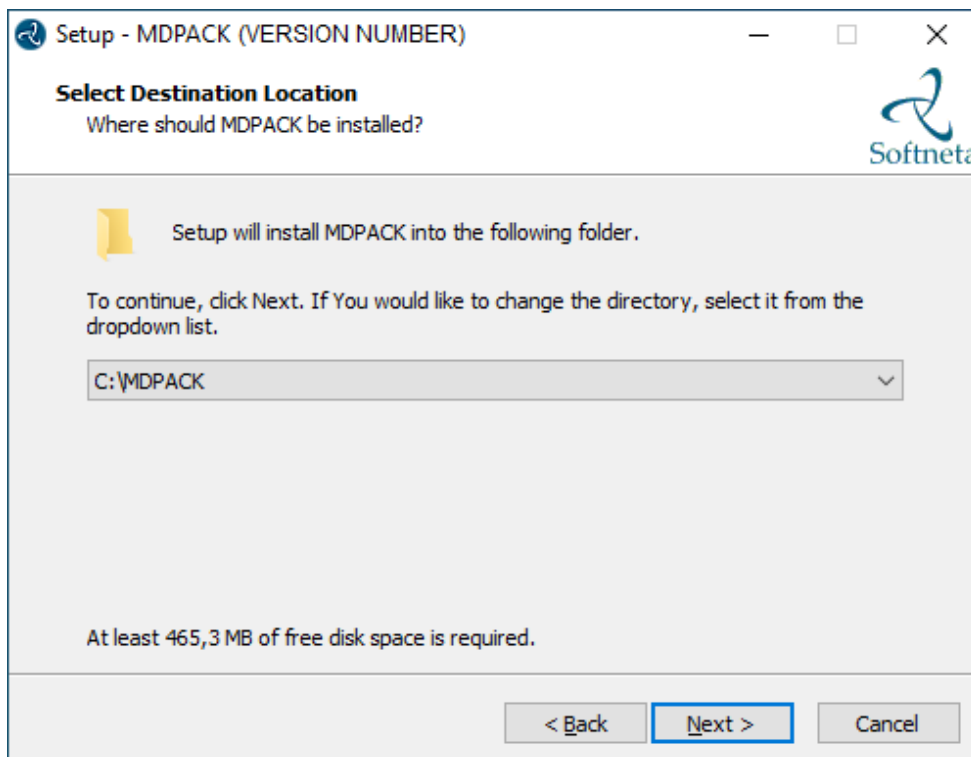 Setup - MDPACK (VERSION NUMBER)
Select Destination Location
Where should MDPACK be installed?
Softneta
Setup will install MDPACK into the following folder.
To continue, click Next. If You would like to change the directory, select it from the
dropdown list.
C:\MDPACK
At least 465,3 MB of free disk space is required.
< Back
Next >
Cancel